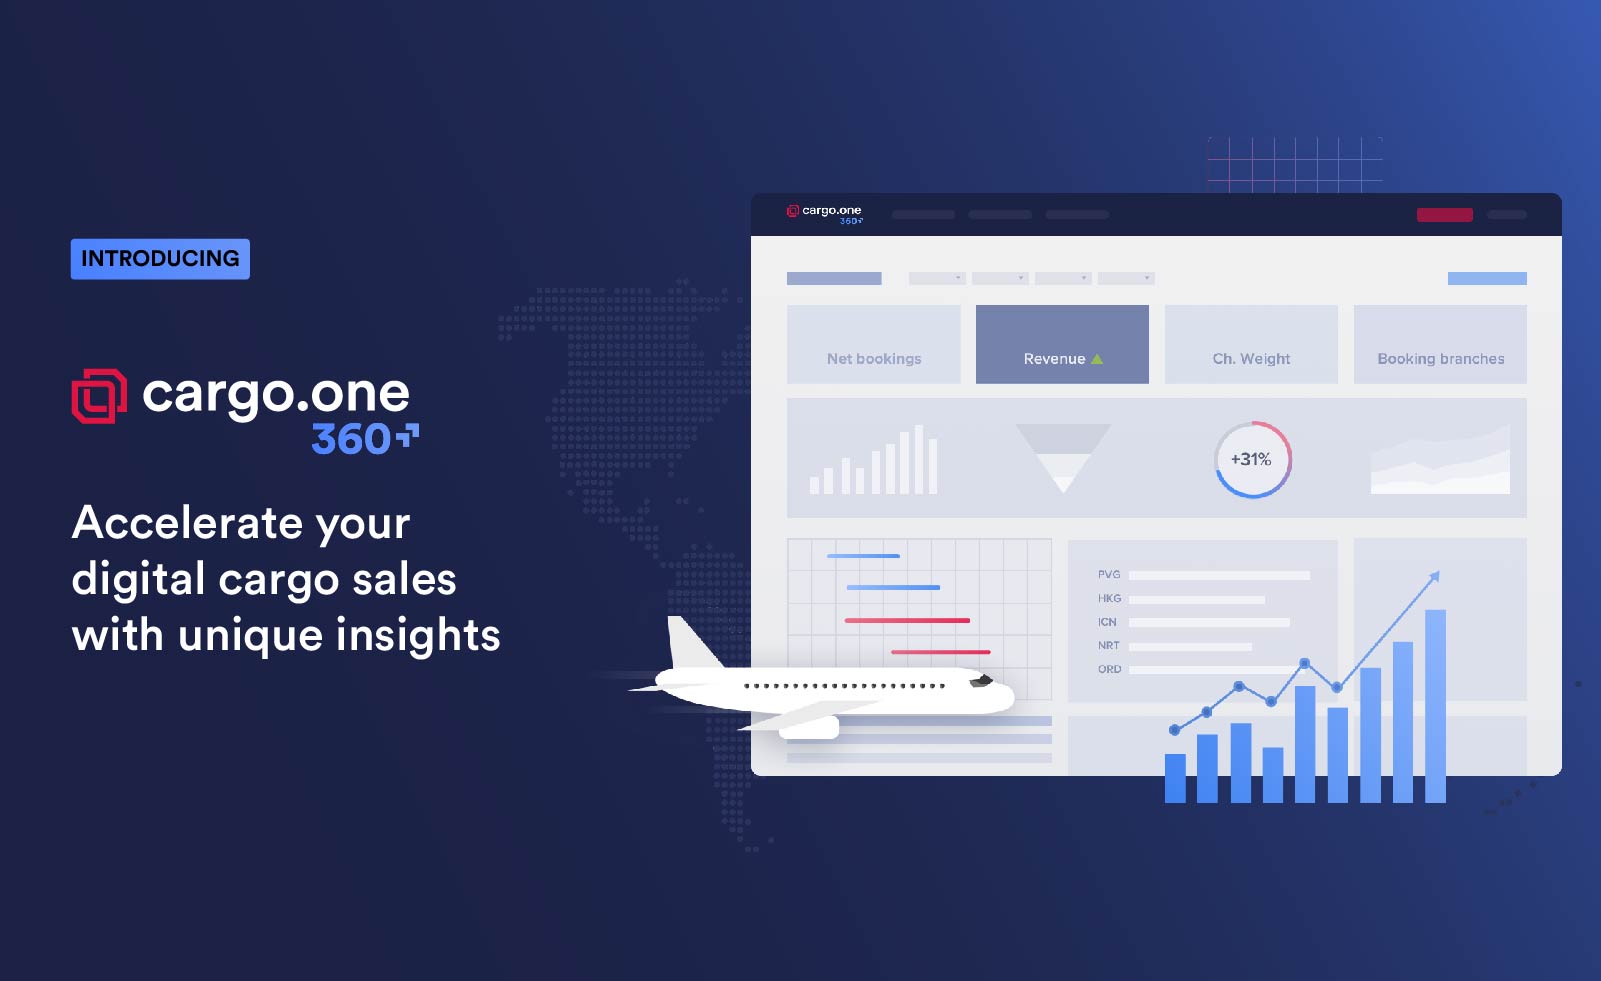 INTRODUCING
cargo.one
360
Accelerate your
digital cargo sales
with unique insights
cargo.one
360
Net bookings
Revenue
Ch. Weight
Booking branches
+31%
PVG
HKG
ICN
NRT
ORD